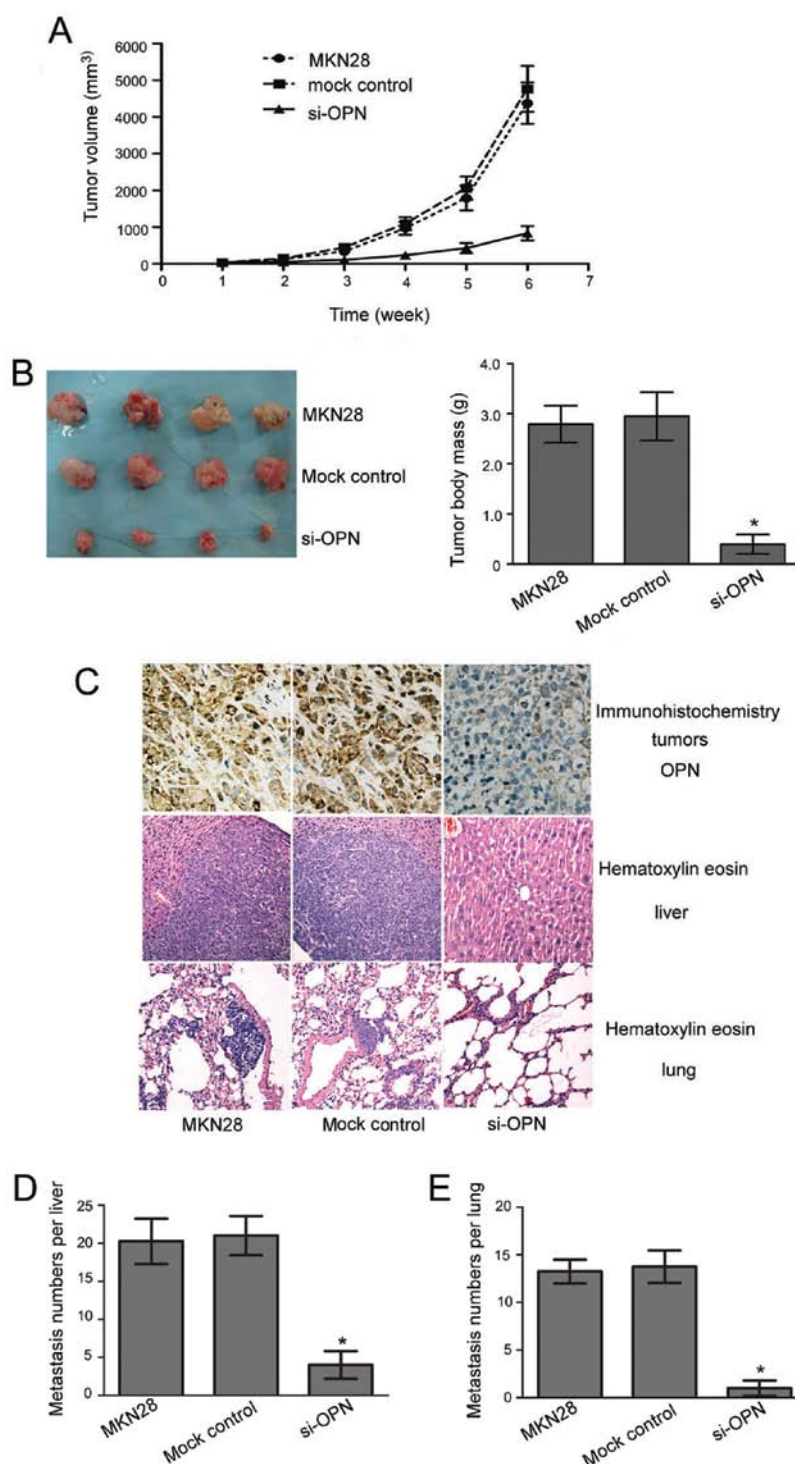 A
Tumor volume (mm³)
6000
5000
4000
3000
2000
1000
0
MKN28
mock control
si-OPN
0 1 2 3 4 5 6 7
Time (week)
B
MKN28
Mock control
si-OPN
Tumor body mass (g)
4.0
3.0
2.0
1.0
0
*
MKN28
Mock control
si-OPN
C
Immunohistochemistry
tumors
OPN
Hematoxylin eosin
liver
Hematoxylin eosin
lung
MKN28 Mock control si-OPN
D
Metastasis numbers per liver
25
20
15
10
5
0
*
MKN28
Mock control
si-OPN
E
Metastasis numbers per lung
20
15
10
5
0
*
MKN28
Mock control
si-OPN